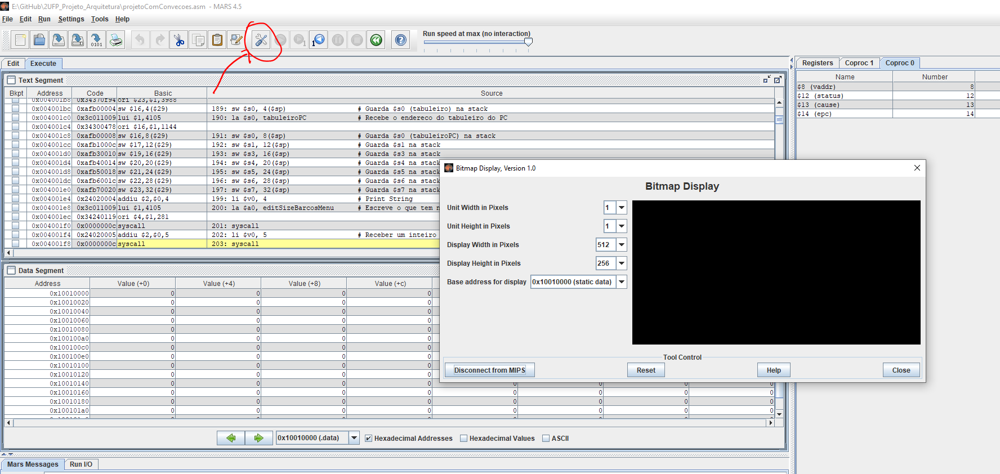 E:\GitHub\2UFP_Projeto_Arquitetura\projetoComConvecoes.asm - MARS 4.5
File Edit Run Settings Tools Help
Run speed at max (no interaction)
Edit Execute
Registers Coproc 1 Coproc 0
Text Segment
Bkpt Address Code Basic Source
Name Number
0x004001b8 0x34370f94 ori $23,$1,3988
0x004001bc 0xafb00004 sw $16,4($29) 189: sw $s0, 4($sp) # Guarda $s0 (tabuleiro) na stack
0x004001c0 0x3c011009 lui $1,4105 190: la $s0, tabuleiroPC # Recebe o endereco do tabuleiro do PC
0x004001c4 0x34300478 ori $16,$1,1144
0x004001c8 0xafb00008 sw $16,8($29) 191: sw $s0, 8($sp) # Guarda $s0 (tabuleiroPC) na stack
0x004001cc 0xafb1000c sw $17,12($29) 192: sw $s1, 12($sp) # Guarda $s1 na stack
0x004001d0 0xafb30010 sw $19,16($29) 193: sw $s3, 16($sp) # Guarda $s3 na stack
0x004001d4 0xafb40014 sw $20,20($29) 194: sw $s4, 20($sp) # Guarda $s4 na stack
0x004001d8 0xafb50018 sw $21,24($29) 195: sw $s5, 24($sp) # Guarda $s5 na stack
0x004001dc 0xafb6001c sw $22,28($29) 196: sw $s6, 28($sp) # Guarda $s6 na stack
0x004001e0 0xafb70020 sw $23,32($29) 197: sw $s7, 32($sp) # Guarda $s7 na stack
0x004001e4 0x24020004 addiu $2,$0,4 199: li $v0, 4 # Print String
0x004001e8 0x3c011009 lui $1,4105 200: la $a0, editSizeBarcosMenu # Escreve o que tem
0x004001ec 0x34240119 ori $4,$1,281
0x004001f0 0x0000000c syscall 201: syscall
0x004001f4 0x24020005 addiu $2,$0,5 202: li $v0, 5 # Receber um inteiro
0x004001f8 0x0000000c syscall 203: syscall
$8 (vaddr) 8
$12 (status) 12
$13 (cause) 13
$14 (epc) 14
Bitmap Display, Version 1.0
Bitmap Display
Unit Width in Pixels 1
Unit Height in Pixels 1
Display Width in Pixels 512
Display Height in Pixels 256
Base address for display 0x10010000 (static data)
Tool Control
Disconnect from MIPS Reset Help Close
Data Segment
Address Value (+0) Value (+4) Value (+8) Value (+c)
0x10010000 0 0 0 0
0x10010020 0 0 0 0
0x10010040 0 0 0 0
0x10010060 0 0 0 0
0x10010080 0 0 0 0
0x100100a0 0 0 0 0
0x100100c0 0 0 0 0
0x100100e0 0 0 0 0
0x10010100 0 0 0 0
0x10010120 0 0 0 0
0x10010140 0 0 0 0 0 0 0 0
0x10010160 0 0 0 0 0 0 0 0
0x10010180 0 0 0 0 0 0 0 0
0x100101a0 0 0 0 0 0 0 0 0
0x10010000 (.data) Hexadecimal Addresses Hexadecimal Values ASCII
Mars Messages Run I/O